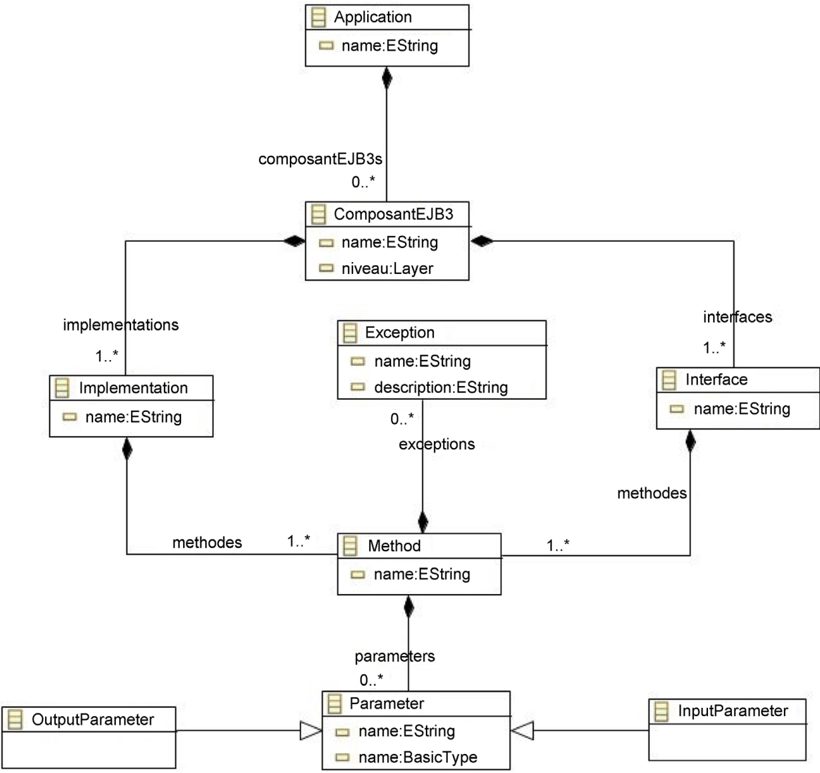 Application
name:EString
composantEJB3s
0..*
ComposantEJB3
name:EString
niveau:Layer
implementations
1..*
interfaces
1..*
Exception
name:EString
description:EString
Implementation
name:EString
Interface
name:EString
0..*
exceptions
methodes
1..*
methodes
1..*
Method
name:EString
parameters
0..*
Parameter
name:EString
name:BasicType
OutputParameter
InputParameter